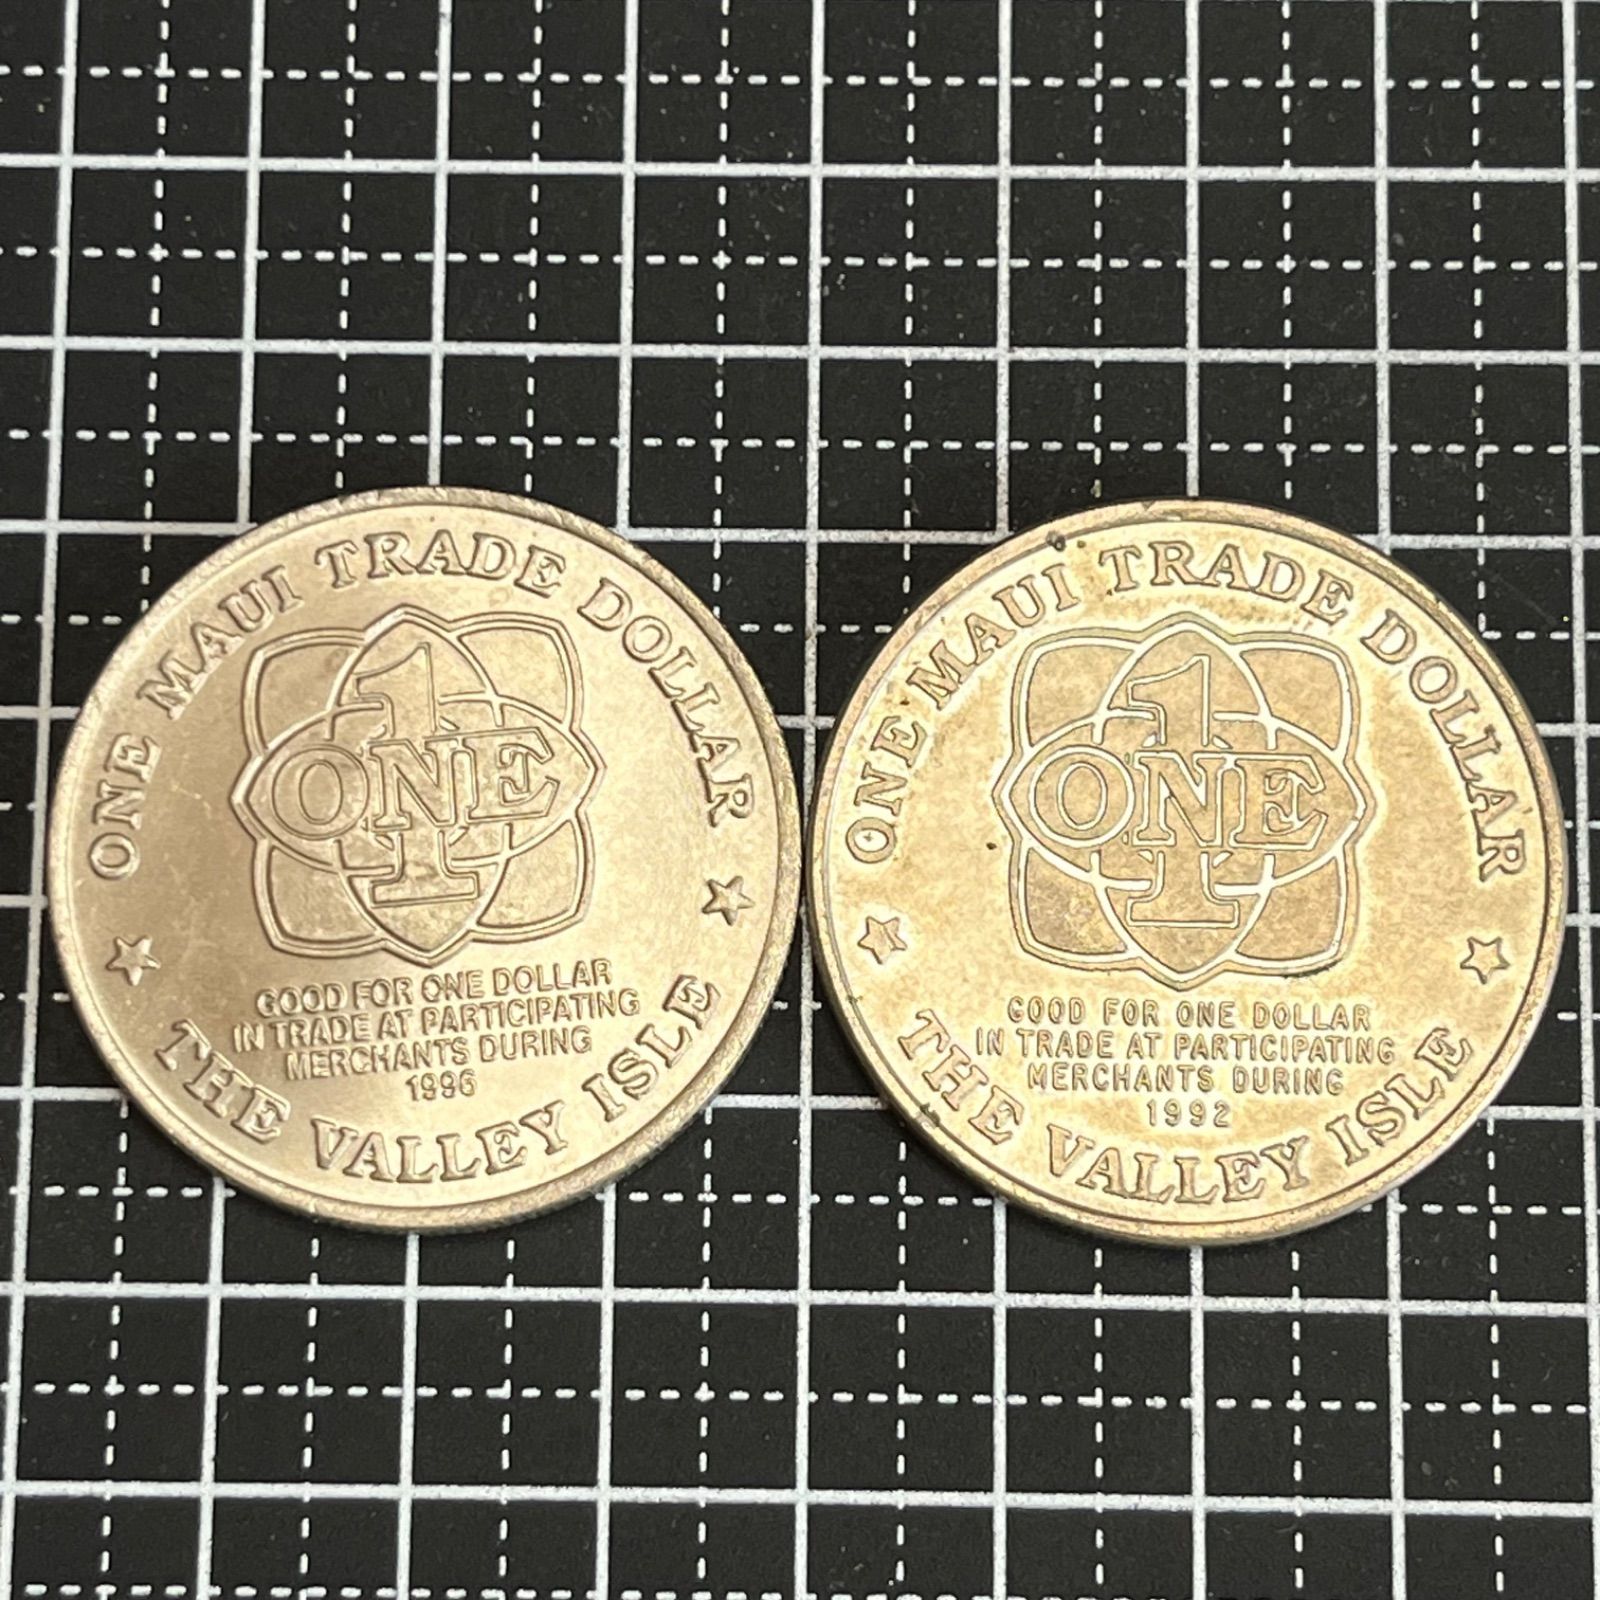 ONE MAUI TRADE DOLLAR
1
ONE
GOOD FOR ONE DOLLAR
IN TRADE AT PARTICIPATING
MERCHANTS DURING
1996
THE VALLEY ISLE
ONE MAUI TRADE DOLLAR
1
ONE
GOOD FOR ONE DOLLAR
IN TRADE AT PARTICIPATING
MERCHANTS DURING
1992
THE VALLEY ISLE